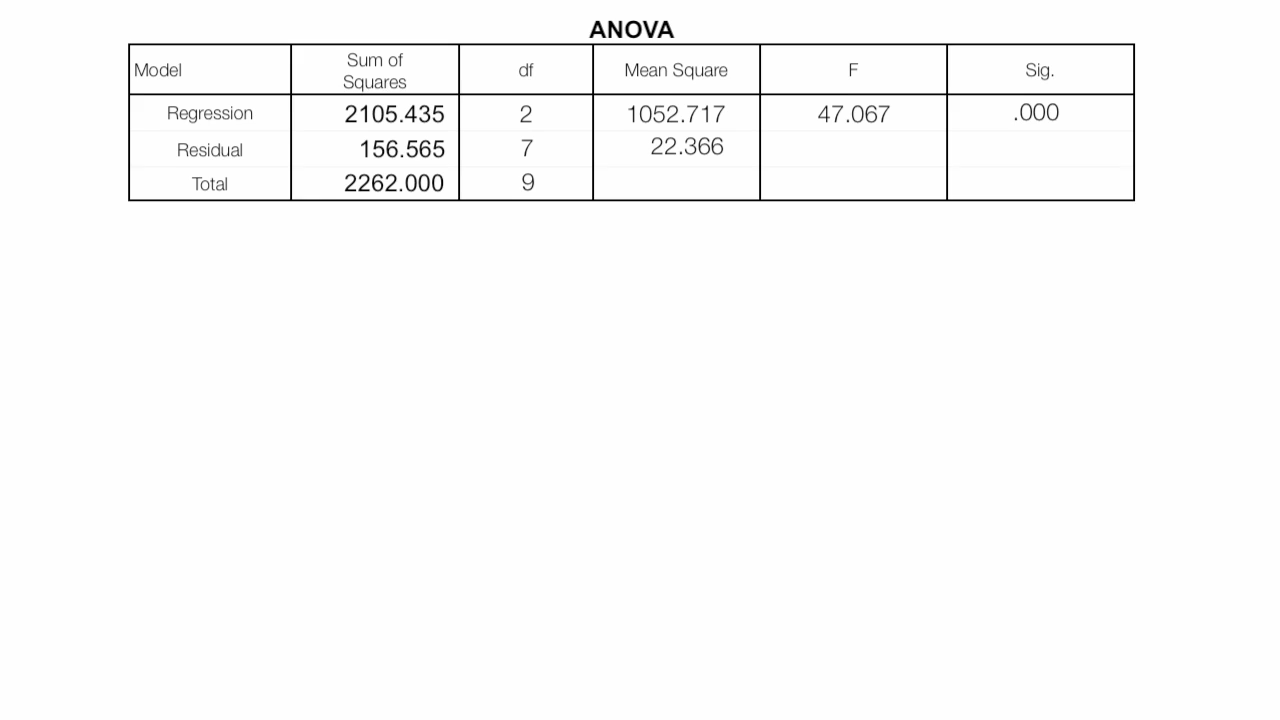 ANOVA
Model Sum of Squares df Mean Square F Sig.
Regression 2105.435 2 1052.717 47.067 .000
Residual 156.565 7 22.366
Total 2262.000 9